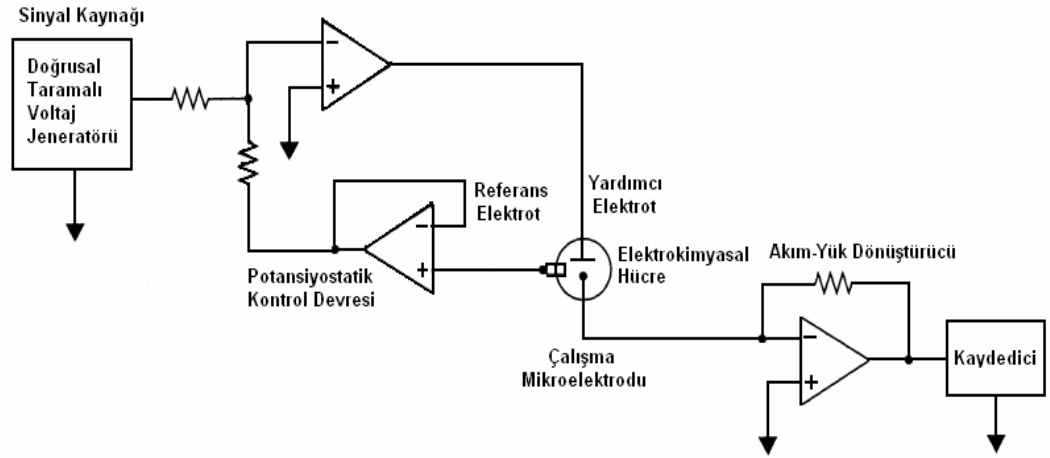 Sinyal Kaynağı
Doğrusal
Taramalı
Voltaj
Jeneratörü
Referans
Elektrot
Yardımcı
Elektrot
Potansiyostatik
Kontrol Devresi
Elektrokimyasal
Hücre
Akım-Yük Dönüştürücü
Çalışma
Mikroelektrodu
Kaydedici